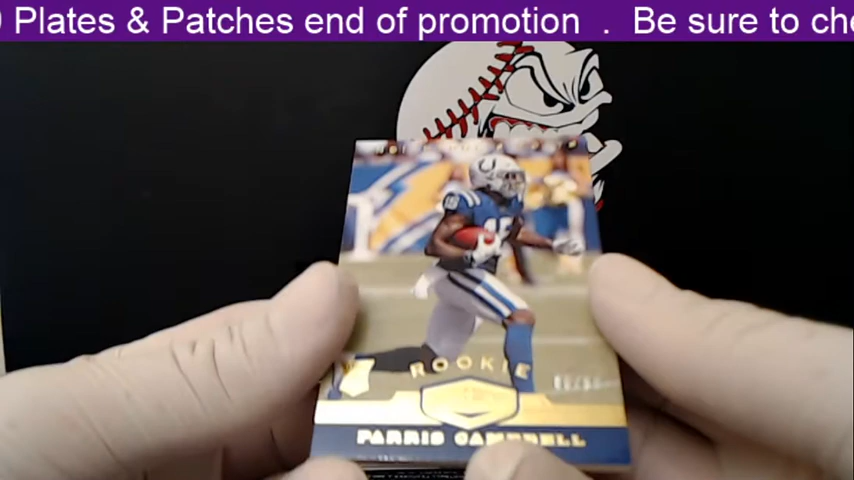 ) Plates & Patches end of promotion . Be sure to che
ROOKIE
PARRIS CAMPBELL